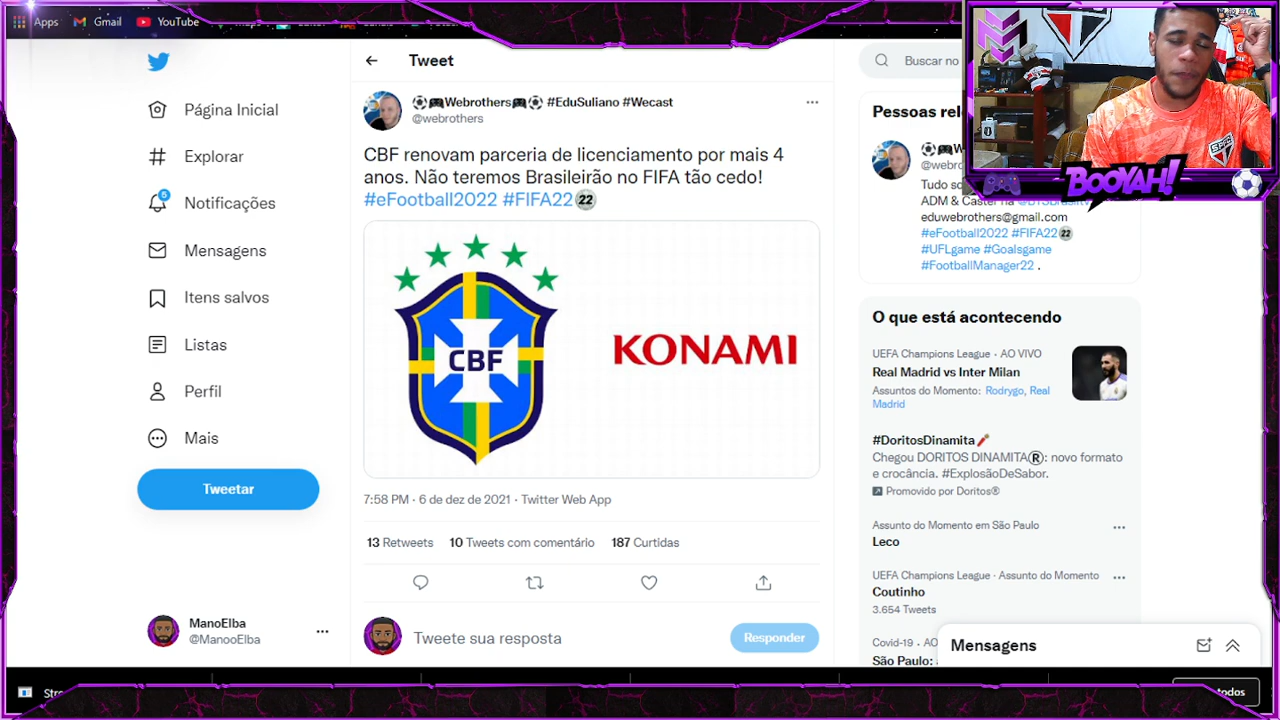 Apps Gmail YouTube
Tweet
Buscar no
Página Inicial
Explorar
5
Notificações
Mensagens
Itens salvos
Listas
Perfil
Mais
Tweetar
ManoElba
@ManooElba
⚽🎮Webrothers🎮⚽ #EduSuliano #Wecast
@webrothers
CBF renovam parceria de licenciamento por mais 4
anos. Não teremos Brasileirão no FIFA tão cedo!
#eFootball2022 #FIFA22
22
CBF
KONAMI
7:58 PM · 6 de dez de 2021 · Twitter Web App
13 Retweets 10 Tweets com comentário 187 Curtidas
Tweete sua resposta
Responder
BOOYAH!
SPFC
Pessoas rel
@webro
Tudo so
ADM & Caster na
eduwebrothers@gmail.com
#eFootball2022 #FIFA22
22
#UFLgame #Goalsgame
#FootballManager22 .
O que está acontecendo
UEFA Champions League · AO VIVO
Real Madrid vs Inter Milan
Assuntos do Momento: Rodrygo, Real
Madrid
#DoritosDinamita
Chegou DORITOS DINAMITA®: novo formato
e crocância. #ExplosãoDeSabor.
Promovido por Doritos®
Assunto do Momento em São Paulo
Leco
UEFA Champions League · Assunto do Momento
Coutinho
3.654 Tweets
Covid-19 · AO
São Paulo:
Mensagens
Str
todos